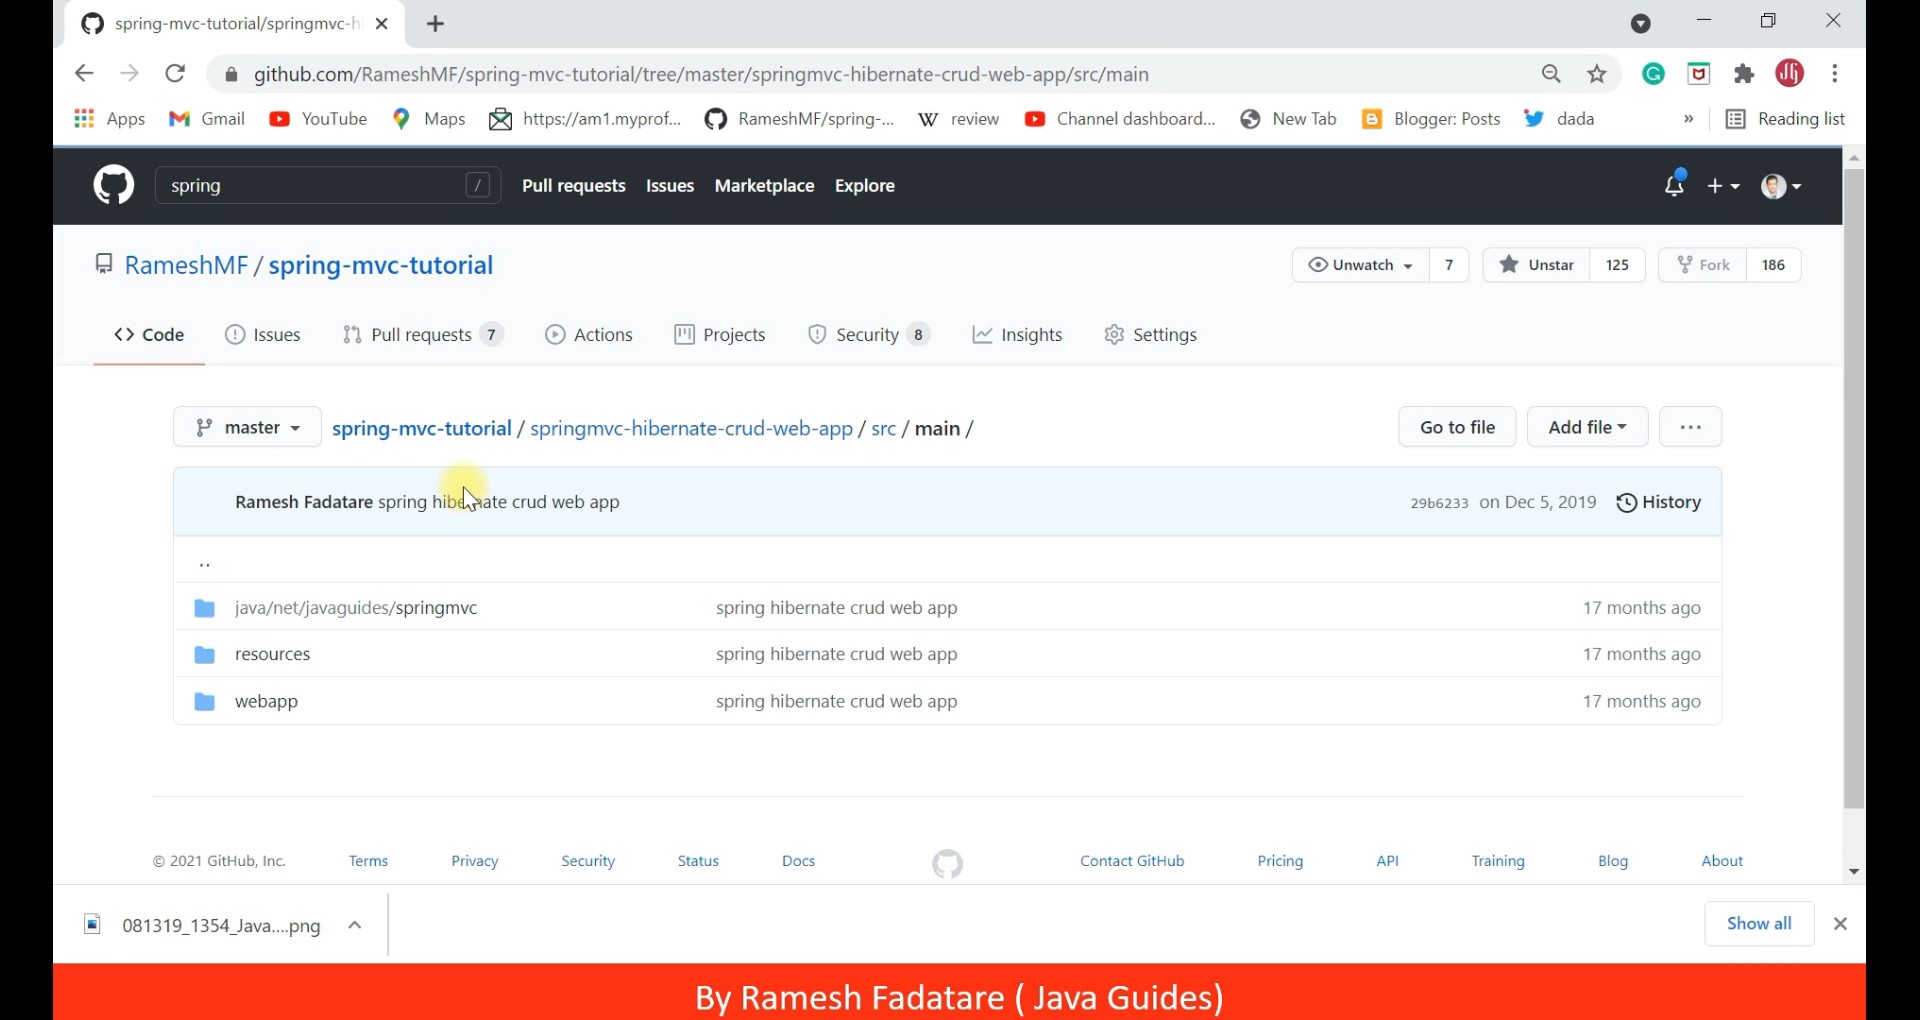 spring-mvc-tutorial/springmvc-h
github.com/RameshMF/spring-mvc-tutorial/tree/master/springmvc-hibernate-crud-web-app/src/main
Apps Gmail YouTube Maps https://am1.myprof... RameshMF/spring-... W review Channel dashboard... New Tab Blogger: Posts dada » Reading list
spring / Pull requests Issues Marketplace Explore
RameshMF / spring-mvc-tutorial Unwatch 7 Unstar 125 Fork 186
Code Issues Pull requests 7 Actions Projects Security 8 Insights Settings
master spring-mvc-tutorial / springmvc-hibernate-crud-web-app / src / main / Go to file Add file ...
Ramesh Fadatare spring hibernate crud web app 29b6233 on Dec 5, 2019 History
..
java/net/javaguides/springmvc spring hibernate crud web app 17 months ago
resources spring hibernate crud web app 17 months ago
webapp spring hibernate crud web app 17 months ago
© 2021 GitHub, Inc. Terms Privacy Security Status Docs Contact GitHub Pricing API Training Blog About
081319_1354_Java....png Show all
By Ramesh Fadatare ( Java Guides)